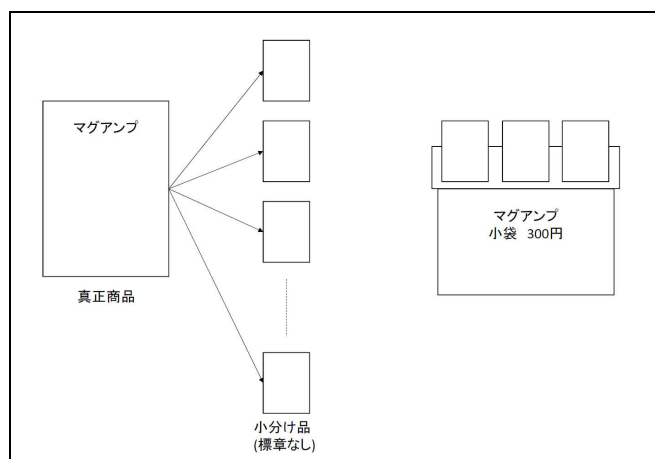 マグアンプ
真正商品
小分け品
(標章なし)
マグアンプ
小袋 300円